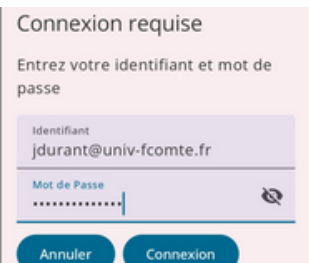 Connexion requise
Entrez votre identifiant et mot de
passe
Identifiant
jdurant@univ-fcomte.fr
Mot de Passe
••••••••••••••
Annuler Connexion